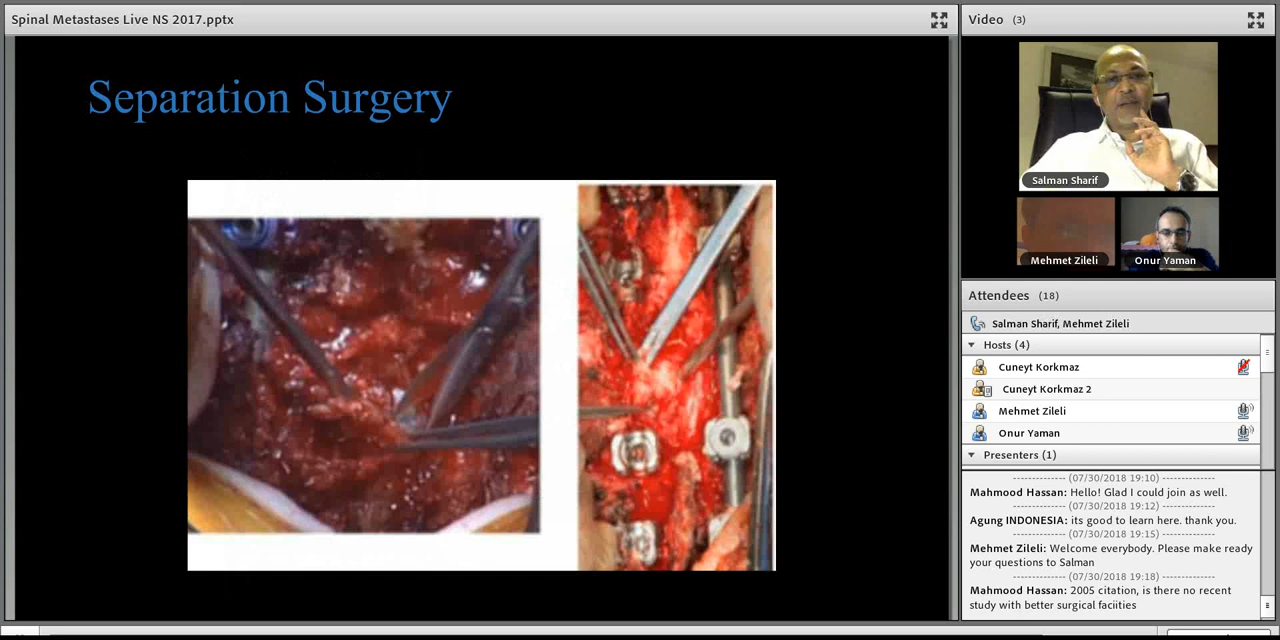 Spinal Metastases Live NS 2017.pptx
Separation Surgery
Video (3)
Salman Sharif
Mehmet Zileli
Onur Yaman
Attendees (18)
Salman Sharif, Mehmet Zileli
Hosts (4)
Cuneyt Korkmaz
Cuneyt Korkmaz 2
Mehmet Zileli
Onur Yaman
Presenters (1)
------------- (07/30/2018 19:10) -------------
Mahmood Hassan: Hello! Glad I could join as well.
------------- (07/30/2018 19:12) -------------
Agung INDONESIA: its good to learn here. thank you.
------------- (07/30/2018 19:15) -------------
Mehmet Zileli: Welcome everybody. Please make ready
your questions to Salman
------------- (07/30/2018 19:18) -------------
Mahmood Hassan: 2005 citation, is there no recent
study with better surgical faciities